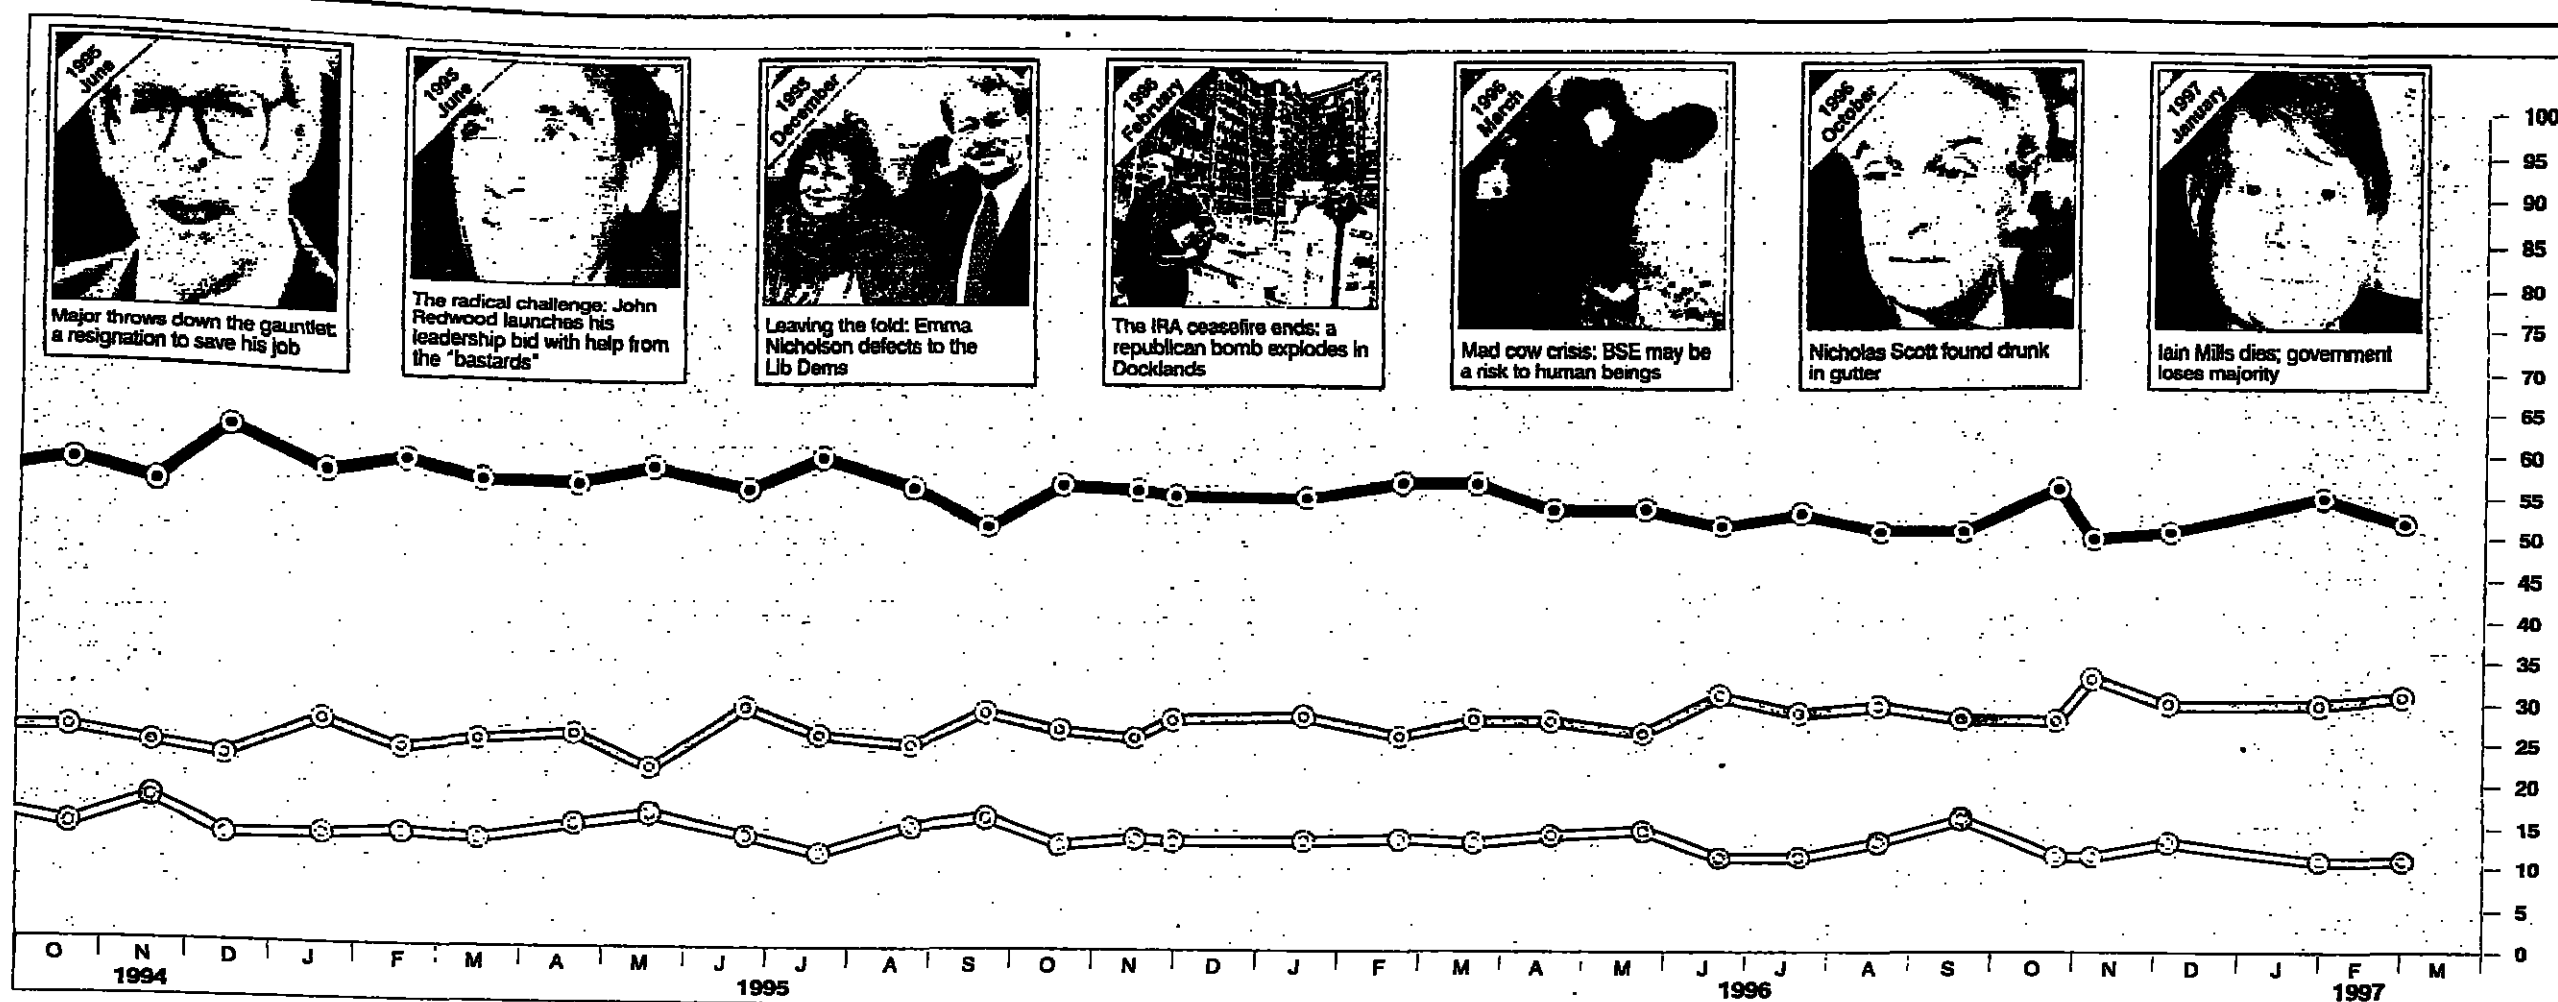 1995
June
Major throws down the gauntlet:
a resignation to save his job
1995
June
The radical challenge: John
Redwood launches his
leadership bid with help from
the "bastards"
1995
December
Leaving the fold: Emma
Nicholson defects to the
Lib Dems
1996
February
The IRA ceasefire ends: a
republican bomb explodes in
Docklands
1996
March
Mad cow crisis: BSE may be
a risk to human beings
1996
October
Nicholas Scott found drunk
in gutter
1997
January
Iain Mills dies; government
loses majority
100
95
90
85
80
75
70
65
60
55
50
45
40
35
30
25
20
15
10
5
0
O N D J F M A M J J A S O N D J F M A M J J A S O N D J F M
1994 1995 1996 1997